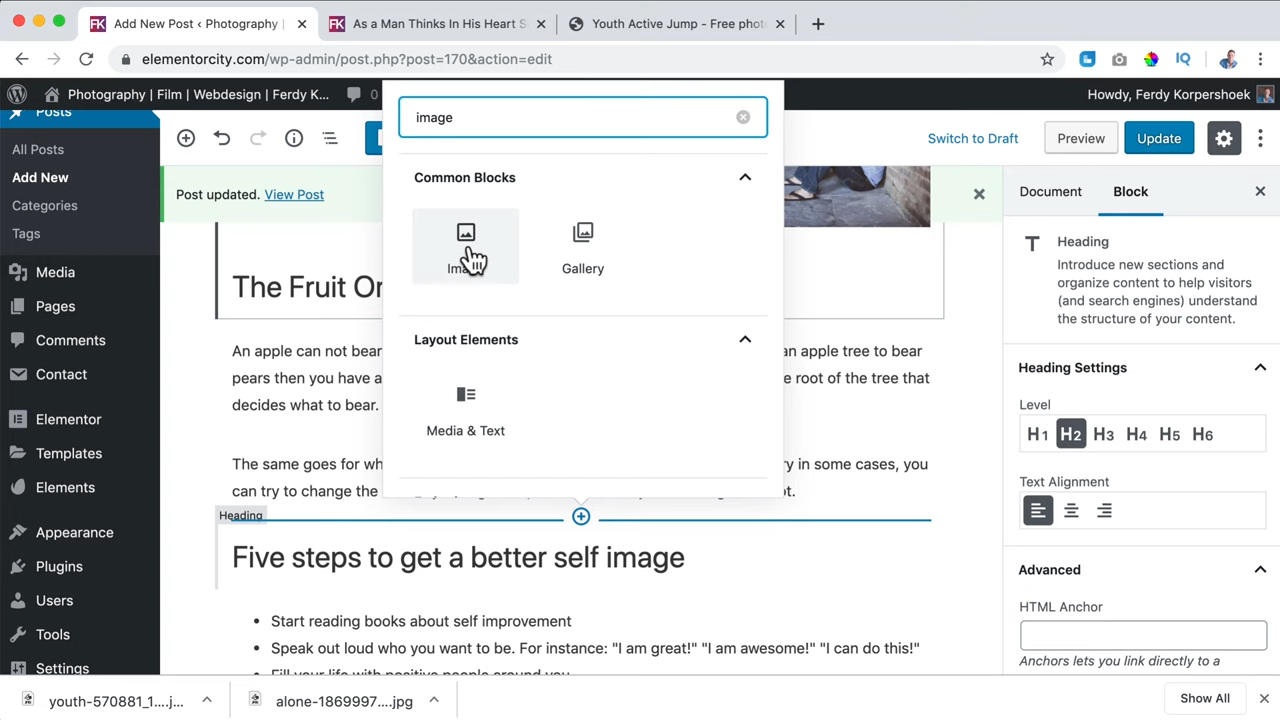 Add New Post ‹ Photography |
As a Man Thinks In His Heart S
Youth Active Jump - Free phot
elementorcity.com/wp-admin/post.php?post=170&action=edit
Photography | Film | Webdesign | Ferdy K...
0
Howdy, Ferdy Korpershoek
Posts
All Posts
Add New
Categories
Tags
Media
Pages
Comments
Contact
Elementor
Templates
Elements
Appearance
Plugins
Users
Tools
Settings
Switch to Draft
Preview
Update
Post updated. View Post
image
Common Blocks
Gallery
Layout Elements
Media & Text
The Fruit Or
An apple can not bear
an apple tree to bear
pears then you have a
e root of the tree that
decides what to bear.
The same goes for wh
ry in some cases, you
can try to change the
t.
Heading
Five steps to get a better self image
• Start reading books about self improvement
• Speak out loud who you want to be. For instance: "I am great!" "I am awesome!" "I can do this!"
• Fill your life with positive people around you
Document
Block
Heading
Introduce new sections and
organize content to help visitors
(and search engines) understand
the structure of your content.
Heading Settings
Level
H1 H2 H3 H4 H5 H6
Text Alignment
Advanced
HTML Anchor
Anchors lets you link directly to a
youth-570881_1....j...
alone-1869997....jpg
Show All